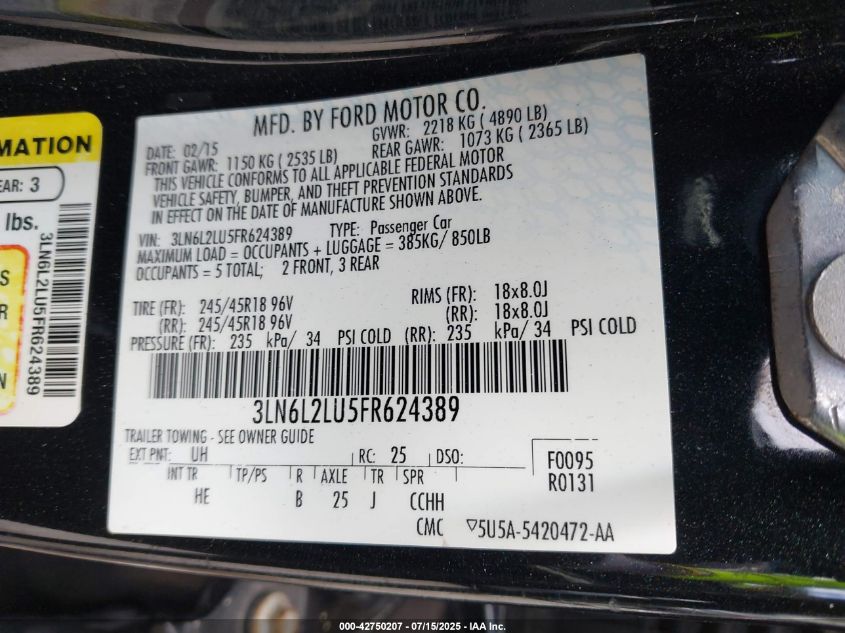 MFD. BY FORD MOTOR CO.
DATE: 02/15 GVWR: 2218 KG ( 4890 LB)
FRONT GAWR: 1150 KG ( 2535 LB) REAR GAWR: 1073 KG ( 2365 LB)
THIS VEHICLE CONFORMS TO ALL APPLICABLE FEDERAL MOTOR
VEHICLE SAFETY, BUMPER, AND THEFT PREVENTION STANDARDS
IN EFFECT ON THE DATE OF MANUFACTURE SHOWN ABOVE.
VIN: 3LN6L2LU5FR624389 TYPE: Passenger Car
MAXIMUM LOAD = OCCUPANTS + LUGGAGE = 385KG/ 850LB
OCCUPANTS = 5 TOTAL; 2 FRONT, 3 REAR
TIRE (FR): 245/45R18 96V RIMS (FR): 18x8.0J
(RR): 245/45R18 96V (RR): 18x8.0J
PRESSURE (FR): 235 kPa/ 34 PSI COLD (RR): 235 kPa/ 34 PSI COLD
3LN6L2LU5FR624389
TRAILER TOWING - SEE OWNER GUIDE
EXT PNT: UH RC: 25 DSO: F0095
INT TR TP/PS R AXLE TR SPR R0131
HE B 25 J CCHH
CMC ▽5U5A-5420472-AA
MATION
EAR: 3
lbs.
S
R
N
3LN6L2LU5FR624389
000-42750207 - 07/15/2025 - IAA Inc.